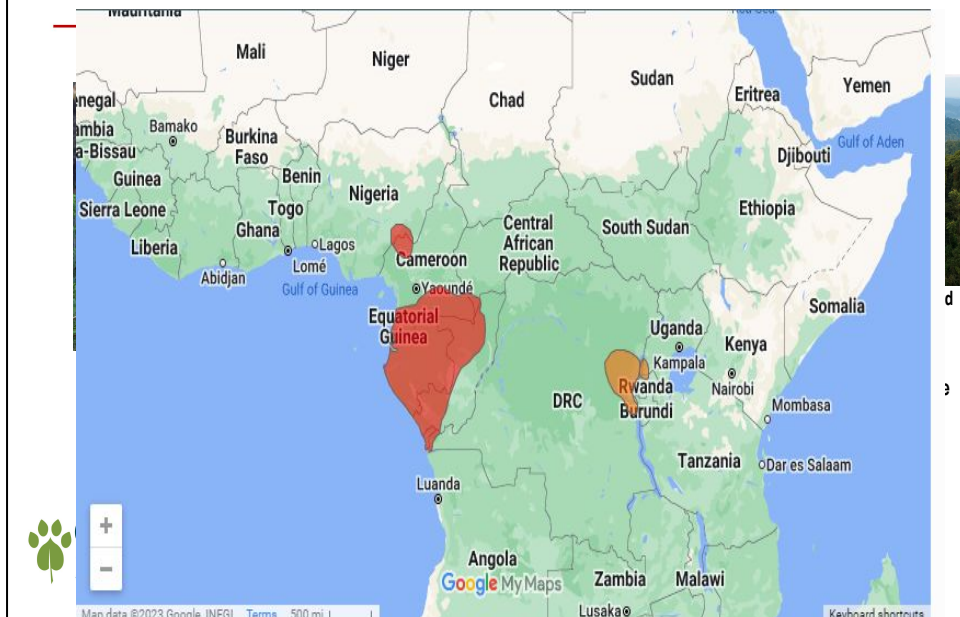 Mauritania
Red Sea
Mali
Niger
Sudan
Yemen
Chad
Eritrea
enegal
Gulf of Aden
ambia
Bamako
Burkina
Faso
Djibouti
a-Bissau
Benin
Guinea
Nigeria
Ethiopia
Togo
Sierra Leone
Central
African
Republic
South Sudan
Ghana
Lagos
Liberia
Cameroon
Lomé
Abidjan
Gulf of Guinea
Yaoundé
d
Somalia
Equatorial
Guinea
Uganda
Kenya
Kampala
Rwanda
Nairobi
e
DRC
Burundi
Mombasa
Tanzania
Dar es Salaam
Luanda
+
−
Angola
Google My Maps
Zambia
Malawi
Lusaka
Map data ©2023 Google, INEGI
Terms
500 mi
Keyboard shortcuts